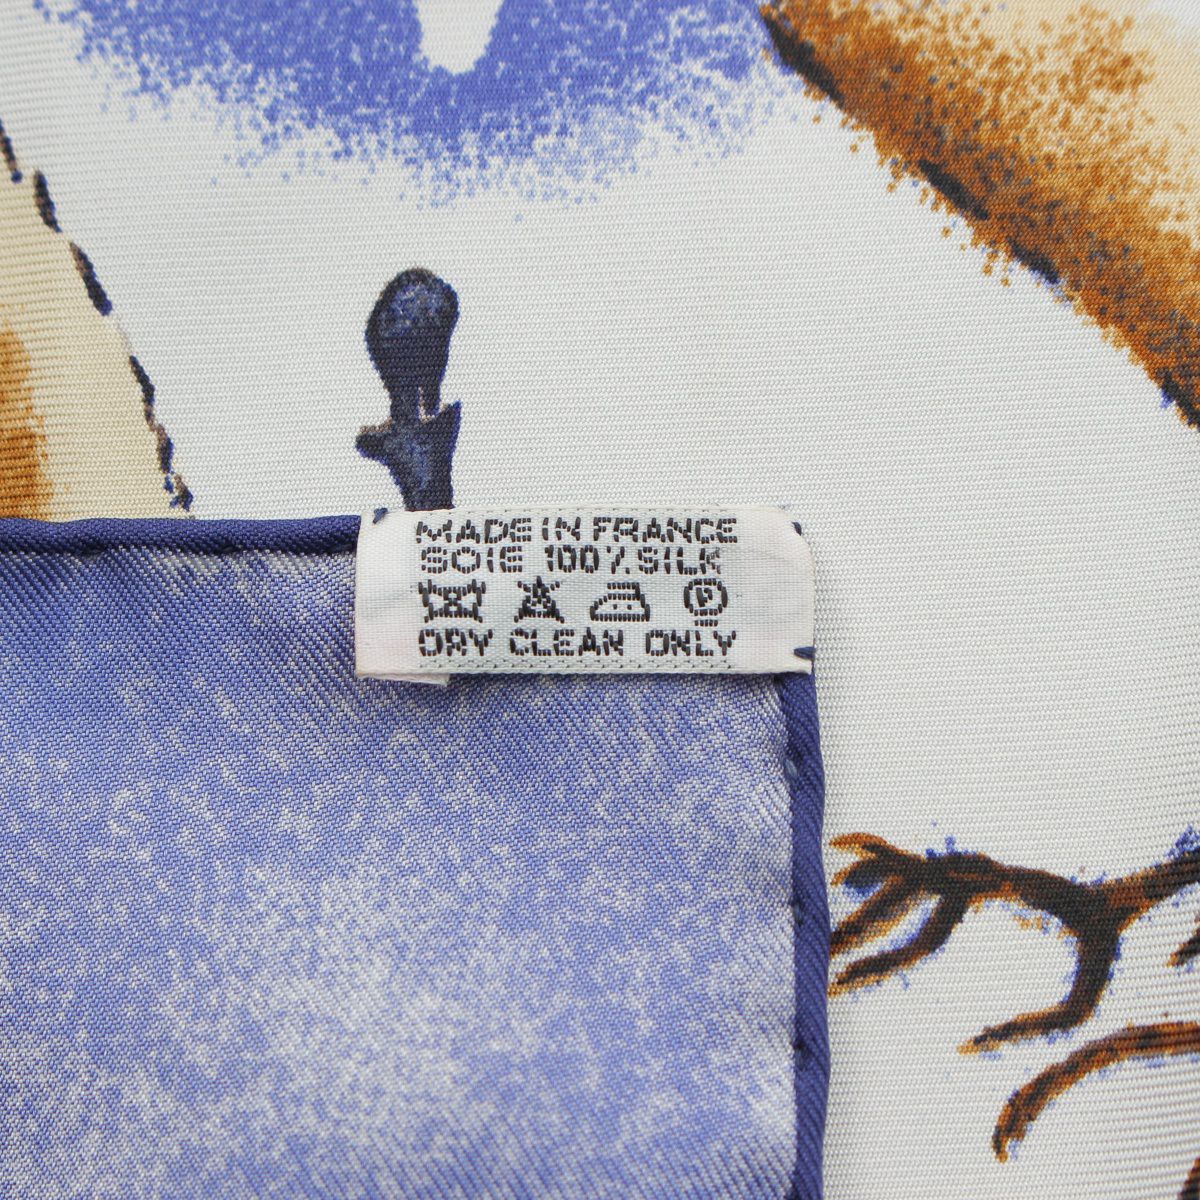 MADE IN FRANCE
SOIE 100% SILK
P
DRY CLEAN ONLY